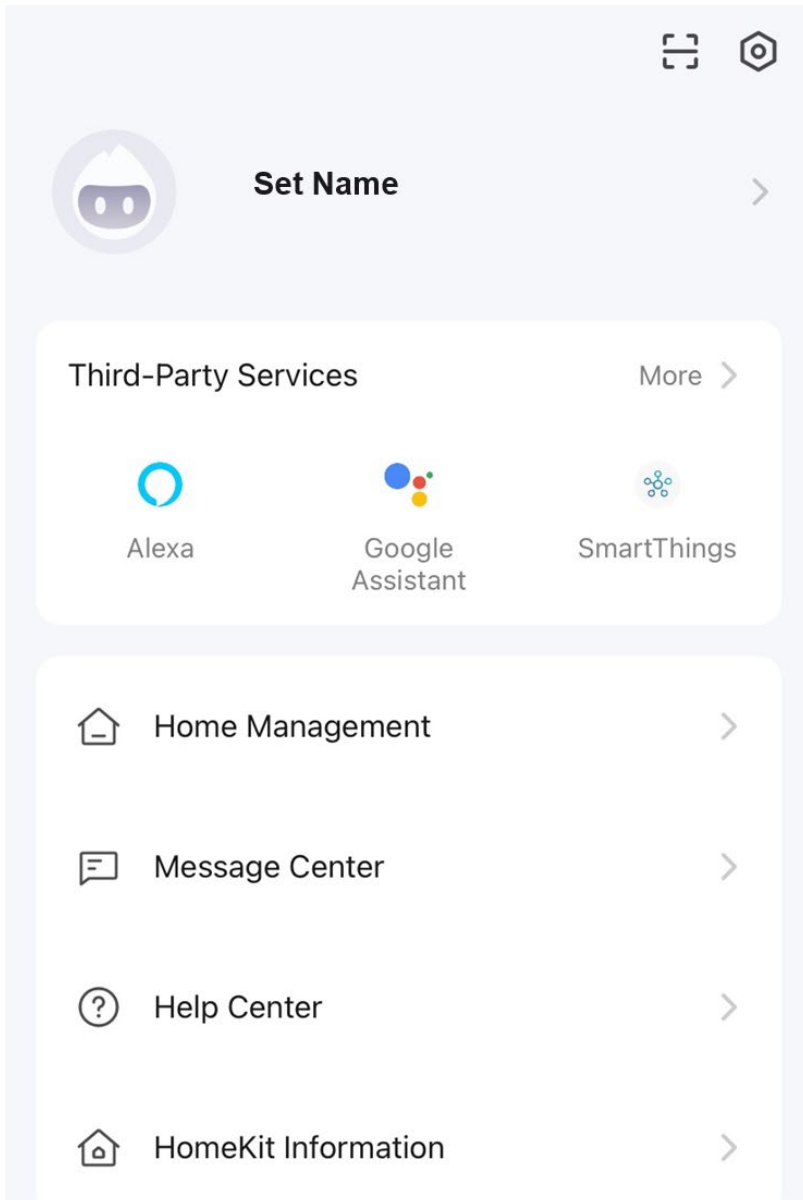 Set Name
Third-Party Services
More
Alexa
Google
Assistant
SmartThings
Home Management
Message Center
Help Center
HomeKit Information